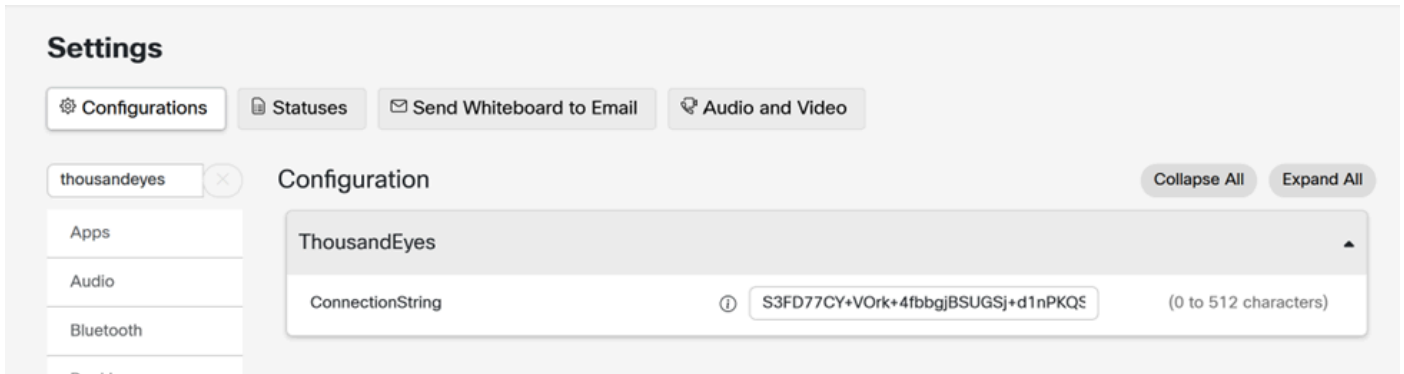 Settings
Configurations
Statuses
Send Whiteboard to Email
Audio and Video
thousandeyes
Configuration
Collapse All
Expand All
Apps
ThousandEyes
Audio
ConnectionString
S3FD77CY+VOrk+4fbbgjBSUGSj+d1nPKQS
(0 to 512 characters)
Bluetooth